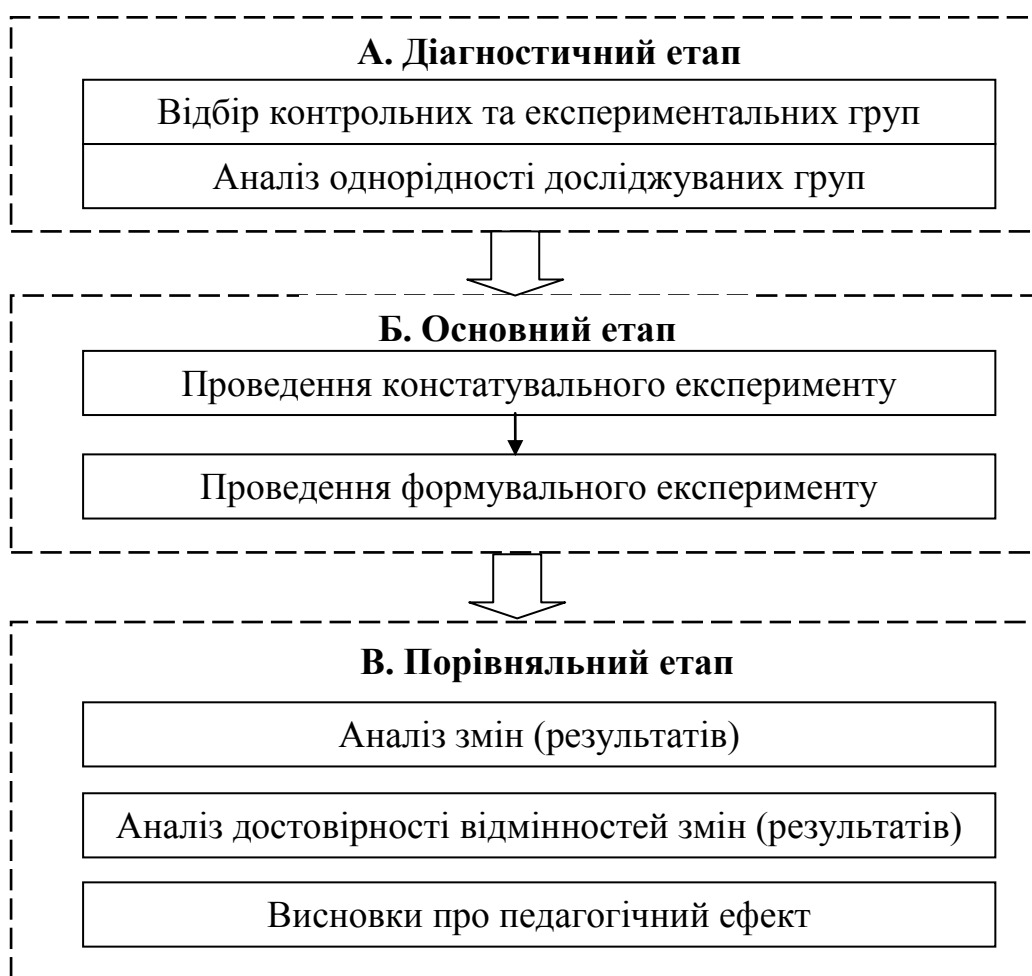 А. Діагностичний етап
Відбір контрольних та експериментальних груп
Аналіз однорідності досліджуваних груп
Б. Основний етап
Проведення констатувального експерименту
Проведення формувального експерименту
В. Порівняльний етап
Аналіз змін (результатів)
Аналіз достовірності відмінностей змін (результатів)
Висновки про педагогічний ефект